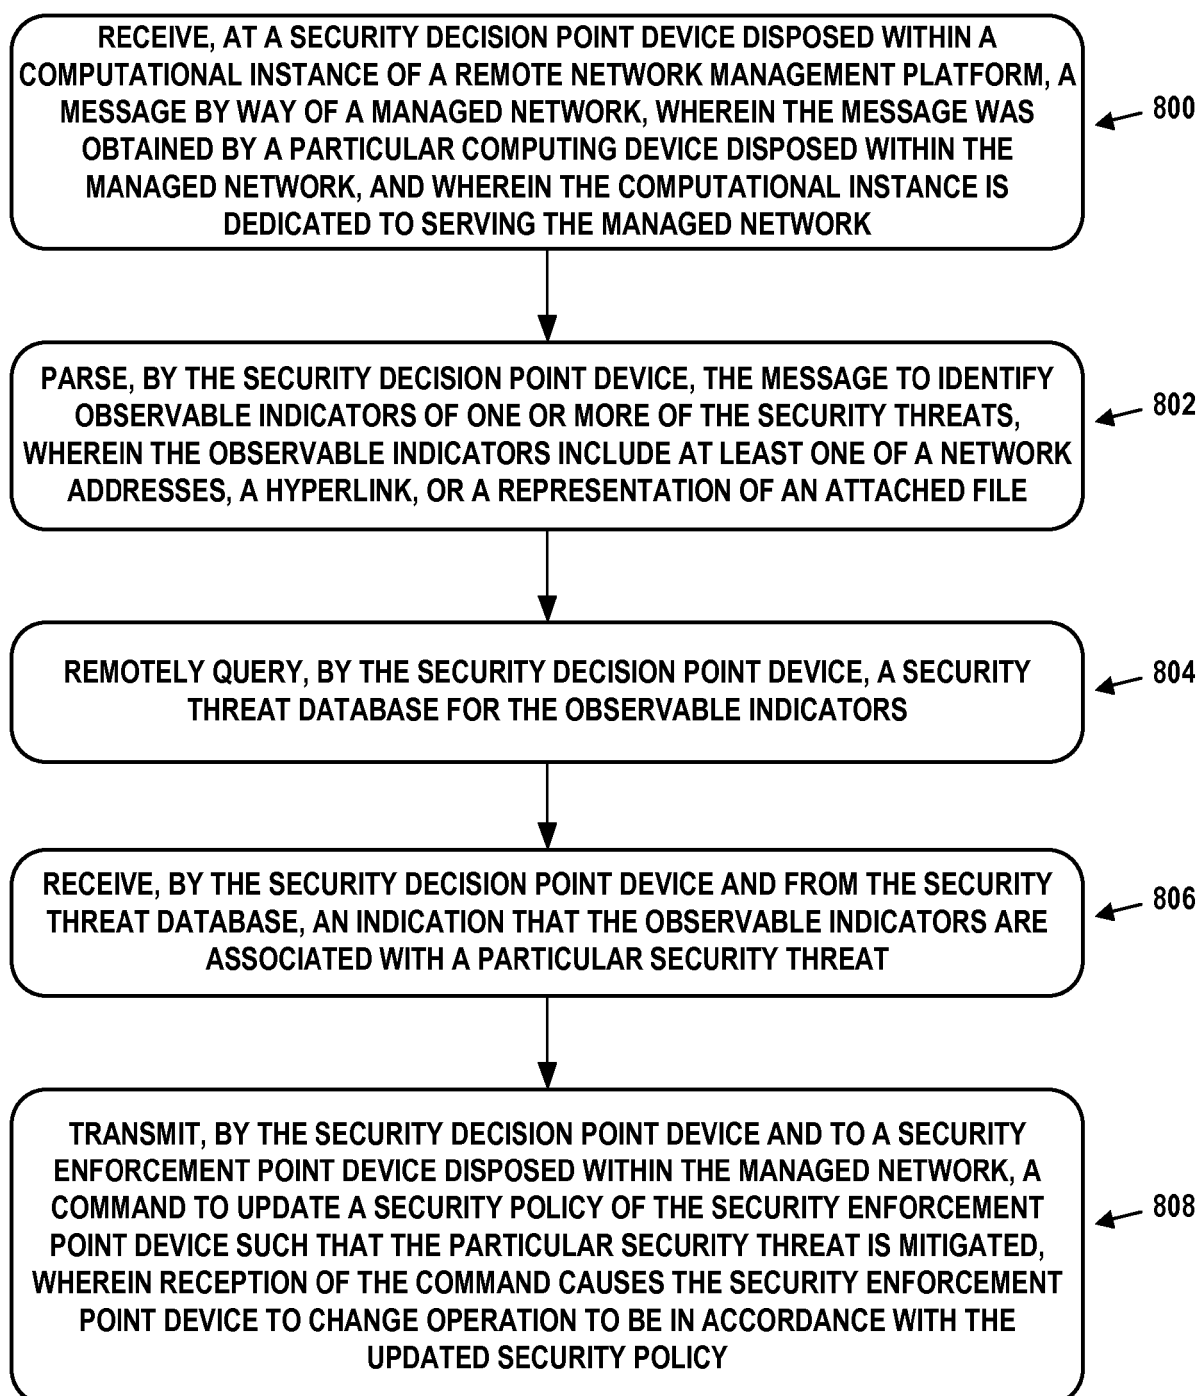 RECEIVE, AT A SECURITY DECISION POINT DEVICE DISPOSED WITHIN A
COMPUTATIONAL INSTANCE OF A REMOTE NETWORK MANAGEMENT PLATFORM, A
MESSAGE BY WAY OF A MANAGED NETWORK, WHEREIN THE MESSAGE WAS
OBTAINED BY A PARTICULAR COMPUTING DEVICE DISPOSED WITHIN THE
MANAGED NETWORK, AND WHEREIN THE COMPUTATIONAL INSTANCE IS
DEDICATED TO SERVING THE MANAGED NETWORK
800
PARSE, BY THE SECURITY DECISION POINT DEVICE, THE MESSAGE TO IDENTIFY
OBSERVABLE INDICATORS OF ONE OR MORE OF THE SECURITY THREATS,
WHEREIN THE OBSERVABLE INDICATORS INCLUDE AT LEAST ONE OF A NETWORK
ADDRESSES, A HYPERLINK, OR A REPRESENTATION OF AN ATTACHED FILE
802
REMOTELY QUERY, BY THE SECURITY DECISION POINT DEVICE, A SECURITY
THREAT DATABASE FOR THE OBSERVABLE INDICATORS
804
RECEIVE, BY THE SECURITY DECISION POINT DEVICE AND FROM THE SECURITY
THREAT DATABASE, AN INDICATION THAT THE OBSERVABLE INDICATORS ARE
ASSOCIATED WITH A PARTICULAR SECURITY THREAT
806
TRANSMIT, BY THE SECURITY DECISION POINT DEVICE AND TO A SECURITY
ENFORCEMENT POINT DEVICE DISPOSED WITHIN THE MANAGED NETWORK, A
COMMAND TO UPDATE A SECURITY POLICY OF THE SECURITY ENFORCEMENT
POINT DEVICE SUCH THAT THE PARTICULAR SECURITY THREAT IS MITIGATED,
WHEREIN RECEPTION OF THE COMMAND CAUSES THE SECURITY ENFORCEMENT
POINT DEVICE TO CHANGE OPERATION TO BE IN ACCORDANCE WITH THE
UPDATED SECURITY POLICY
808